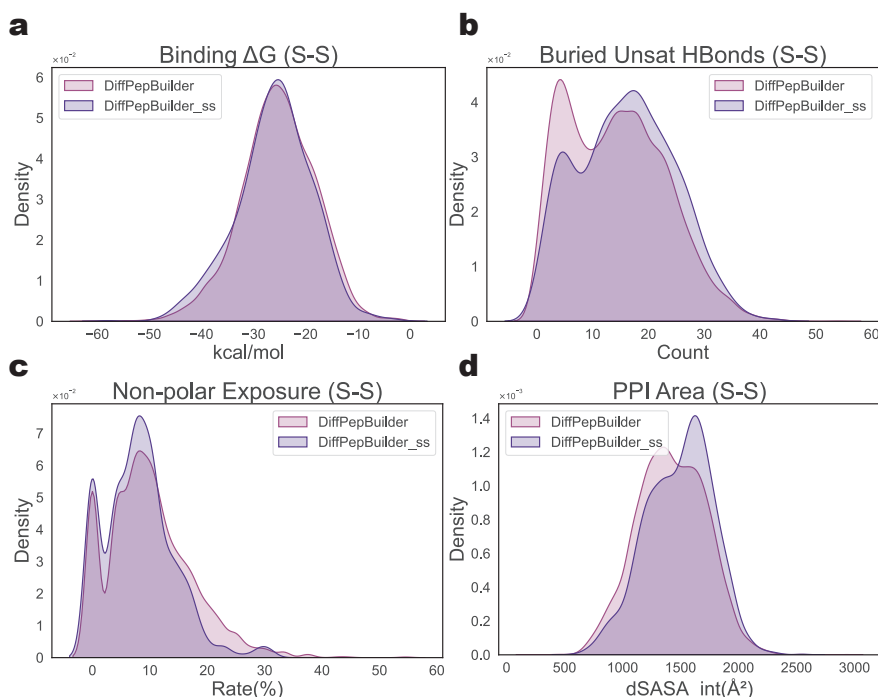 a
Binding ΔG (S-S)
×10⁻²
6
5
4
3
2
1
0
Density
DiffPepBuilder
DiffPepBuilder_ss
−60
−50
−40
−30
−20
−10
0
kcal/mol
b
Buried Unsat HBonds (S-S)
×10⁻²
4
3
2
1
0
Density
DiffPepBuilder
DiffPepBuilder_ss
0
10
20
30
40
50
60
Count
c
Non-polar Exposure (S-S)
×10⁻²
7
6
5
4
3
2
1
0
Density
DiffPepBuilder
DiffPepBuilder_ss
0
10
20
30
40
50
60
Rate(%)
d
PPI Area (S-S)
×10⁻³
1.4
1.2
1.0
0.8
0.6
0.4
0.2
0.0
Density
DiffPepBuilder
DiffPepBuilder_ss
0
500
1000
1500
2000
2500
3000
dSASA_int(Å²)